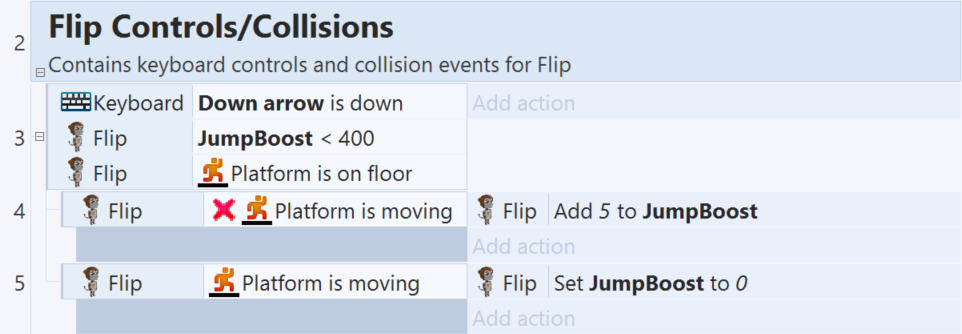 Flip Controls/Collisions
2
Contains keyboard controls and collision events for Flip
Keyboard Down arrow is down Add action
3 Flip JumpBoost < 400
Flip Platform is on floor
4 Flip Platform is moving Flip Add 5 to JumpBoost
Add action
5 Flip Platform is moving Flip Set JumpBoost to 0
Add action